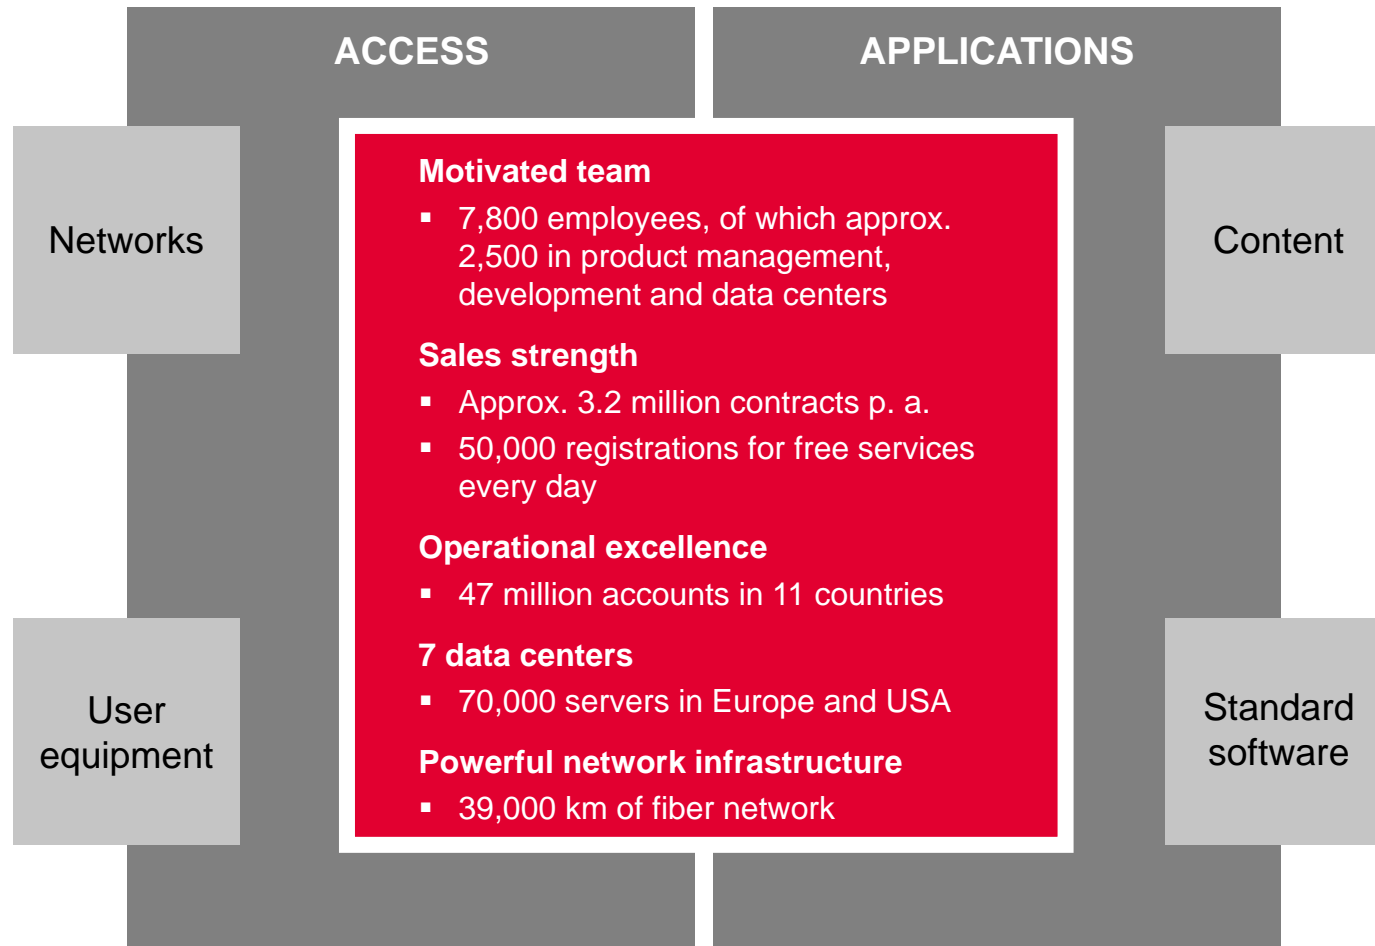 ACCESS
APPLICATIONS
Networks
User
equipment
Motivated team
▪ 7,800 employees, of which approx.
2,500 in product management,
development and data centers
Sales strength
▪ Approx. 3.2 million contracts p. a.
▪ 50,000 registrations for free services
every day
Operational excellence
▪ 47 million accounts in 11 countries
7 data centers
▪ 70,000 servers in Europe and USA
Powerful network infrastructure
▪ 39,000 km of fiber network
Content
Standard
software